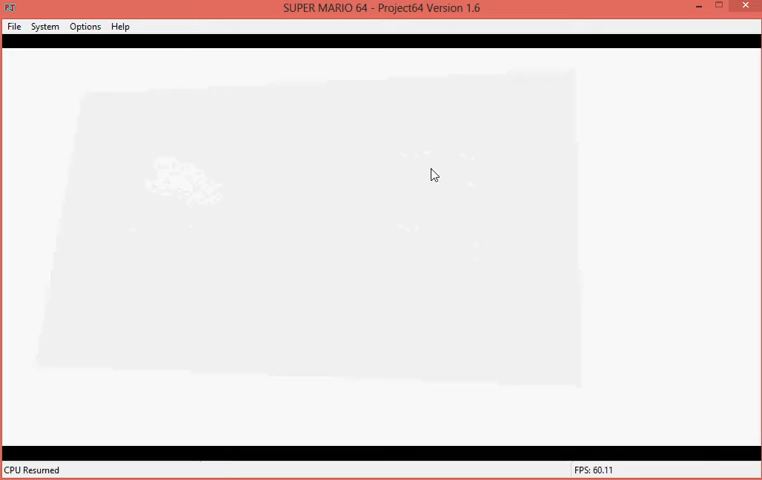 SUPER MARIO 64 - Project64 Version 1.6
File System Options Help
CPU Resumed FPS: 60.11